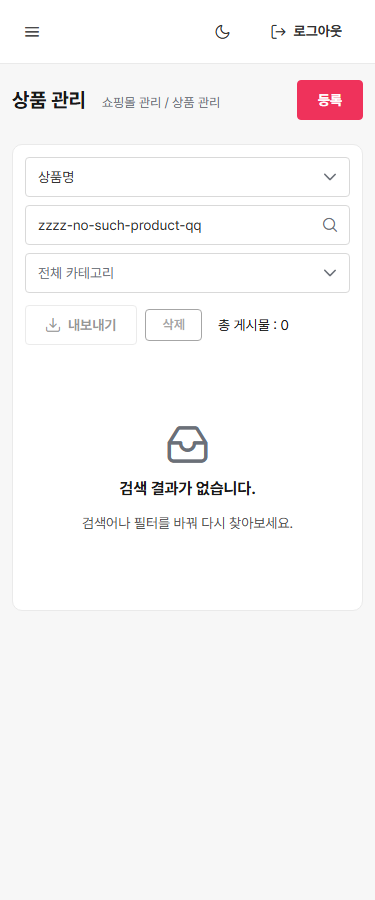 로그아웃
상품 관리
쇼핑몰 관리 / 상품 관리
등록
상품명
zzzz-no-such-product-qq
전체 카테고리
내보내기
삭제
총 게시물 : 0
검색 결과가 없습니다.
검색어나 필터를 바꿔 다시 찾아보세요.